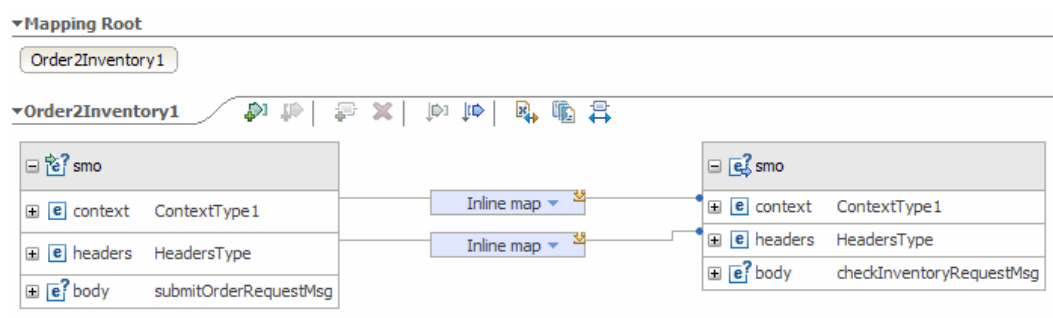 Mapping Root
Order2Inventory1
Order2Inventory1
smo
smo
context ContextType1
Inline map
context ContextType1
headers HeadersType
Inline map
headers HeadersType
body submitOrderRequestMsg
body checkInventoryRequestMsg